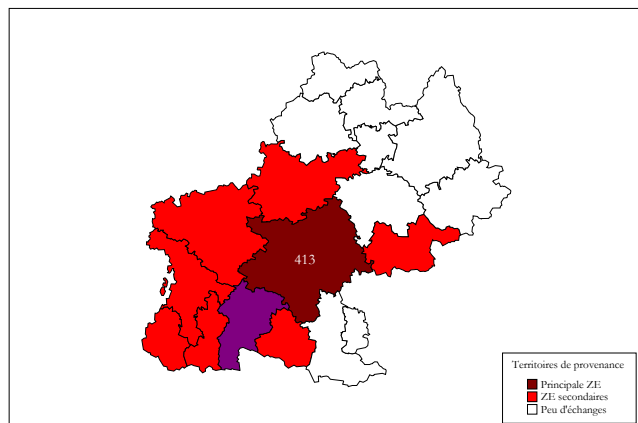 413
Territoires de provenance
Principale ZE
ZE secondaires
Peu d'échanges